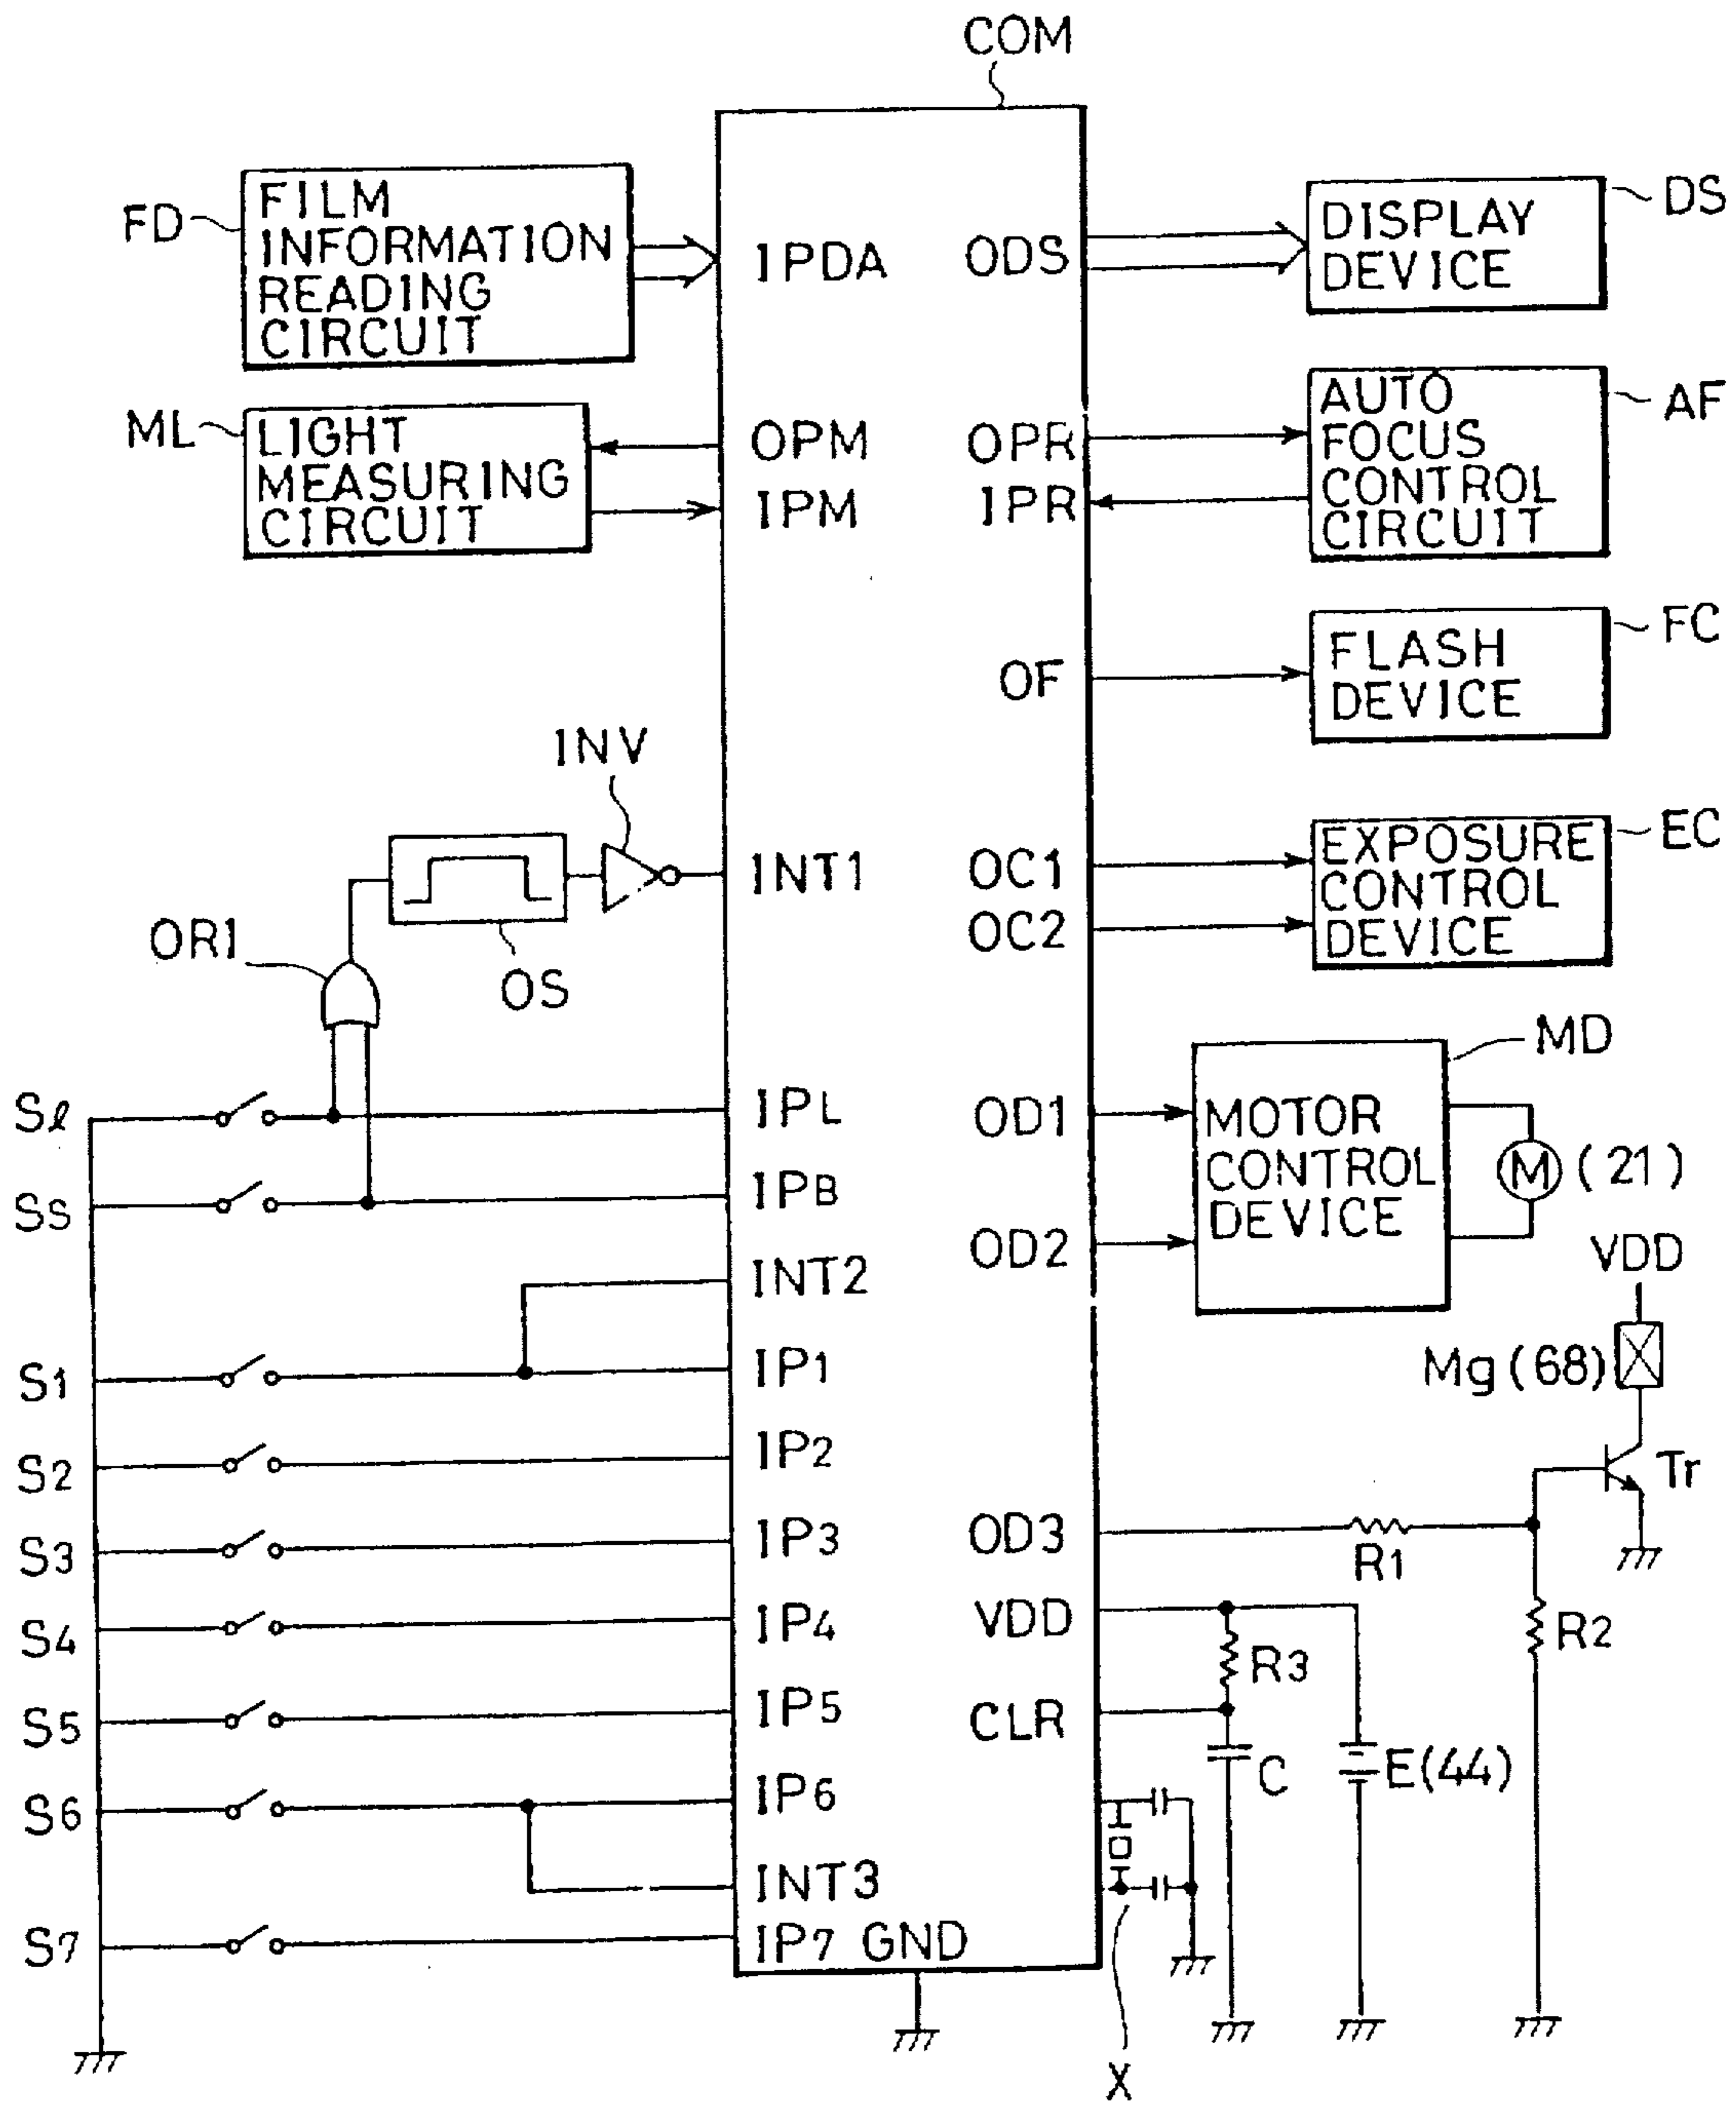 COM
FD
FILM
INFORMATION
READING
CIRCUIT
IPDA
ODS
DISPLAY
DEVICE
DS
ML
LIGHT
MEASURING
CIRCUIT
OPM
IPM
OPR
IPR
AUTO
FOCUS
CONTROL
CIRCUIT
AF
OF
FLASH
DEVICE
FC
INV
INT1
OC1
OC2
EXPOSURE
CONTROL
DEVICE
EC
OR1
OS
Sℓ
IPL
OD1
MOTOR
CONTROL
DEVICE
MD
M (21)
SS
IPB
OD2
INT2
VDD
S1
IP1
Mg(68)
S2
IP2
Tr
S3
IP3
OD3
R1
S4
IP4
VDD
R3
R2
S5
IP5
CLR
C
E(44)
S6
IP6
INT3
S7
IP7 GND
X